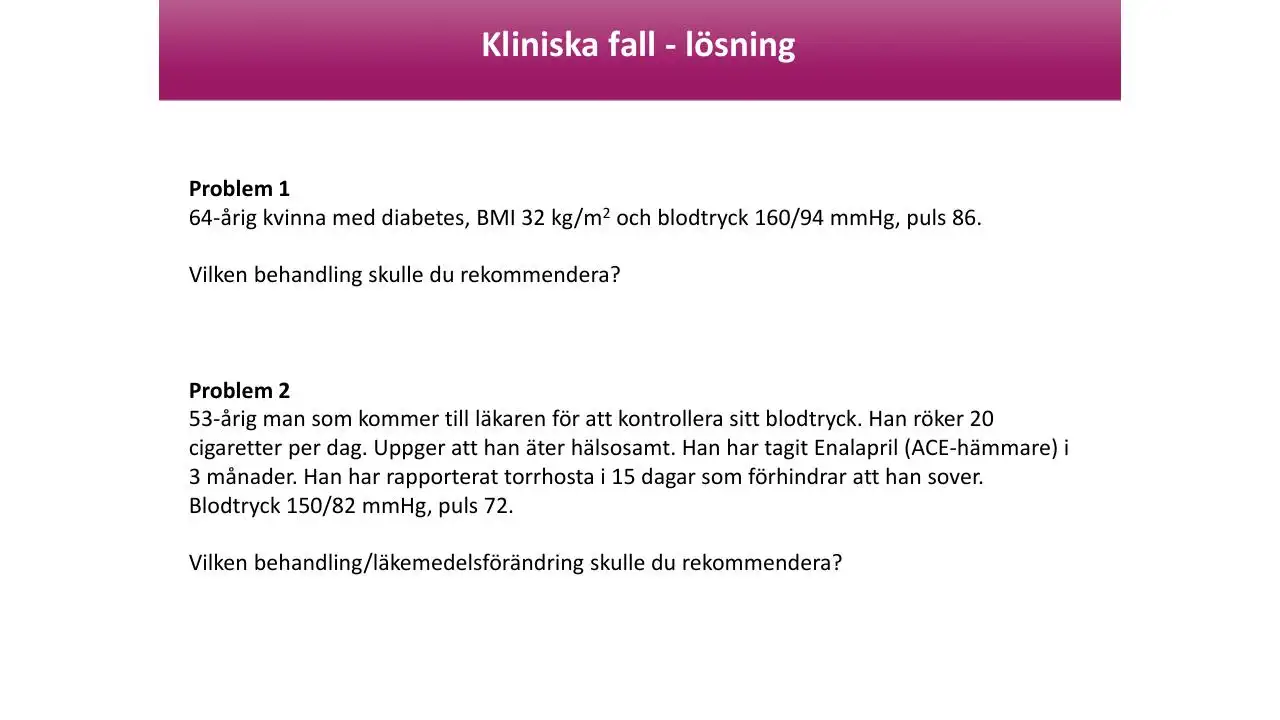 Kliniska fall - lösning
Problem 1
64-årig kvinna med diabetes, BMI 32 kg/m² och blodtryck 160/94 mmHg, puls 86.
Vilken behandling skulle du rekommendera?
Problem 2
53-årig man som kommer till läkaren för att kontrollera sitt blodtryck. Han röker 20
cigaretter per dag. Uppger att han äter hälsosamt. Han har tagit Enalapril (ACE-hämmare) i
3 månader. Han har rapporterat torrhosta i 15 dagar som förhindrar att han sover.
Blodtryck 150/82 mmHg, puls 72.
Vilken behandling/läkemedelsförändring skulle du rekommendera?